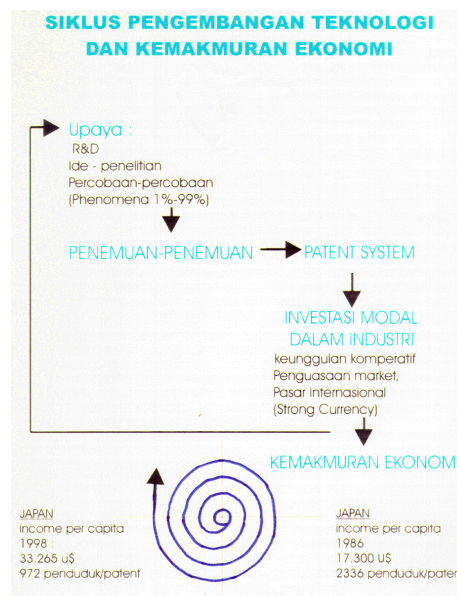 SIKLUS PENGEMBANGAN TEKNOLOGI
DAN KEMAKMURAN EKONOMI
Upaya :
R&D
Ide - penelitian
Percobaan-percobaan
(Phenomena 1%-99%)
PENEMUAN-PENEMUAN
PATENT SYSTEM
INVESTASI MODAL
DALAM INDUSTRI
keunggulan komperatif
Penguasaan market,
Pasar Internasional
(Strong Currency)
KEMAKMURAN EKONOM
JAPAN
income per capita
1998 :
33.265 u$
972 penduduk/patent
JAPAN
income per capita
1986
17.300 U$
2336 penduduk/paten